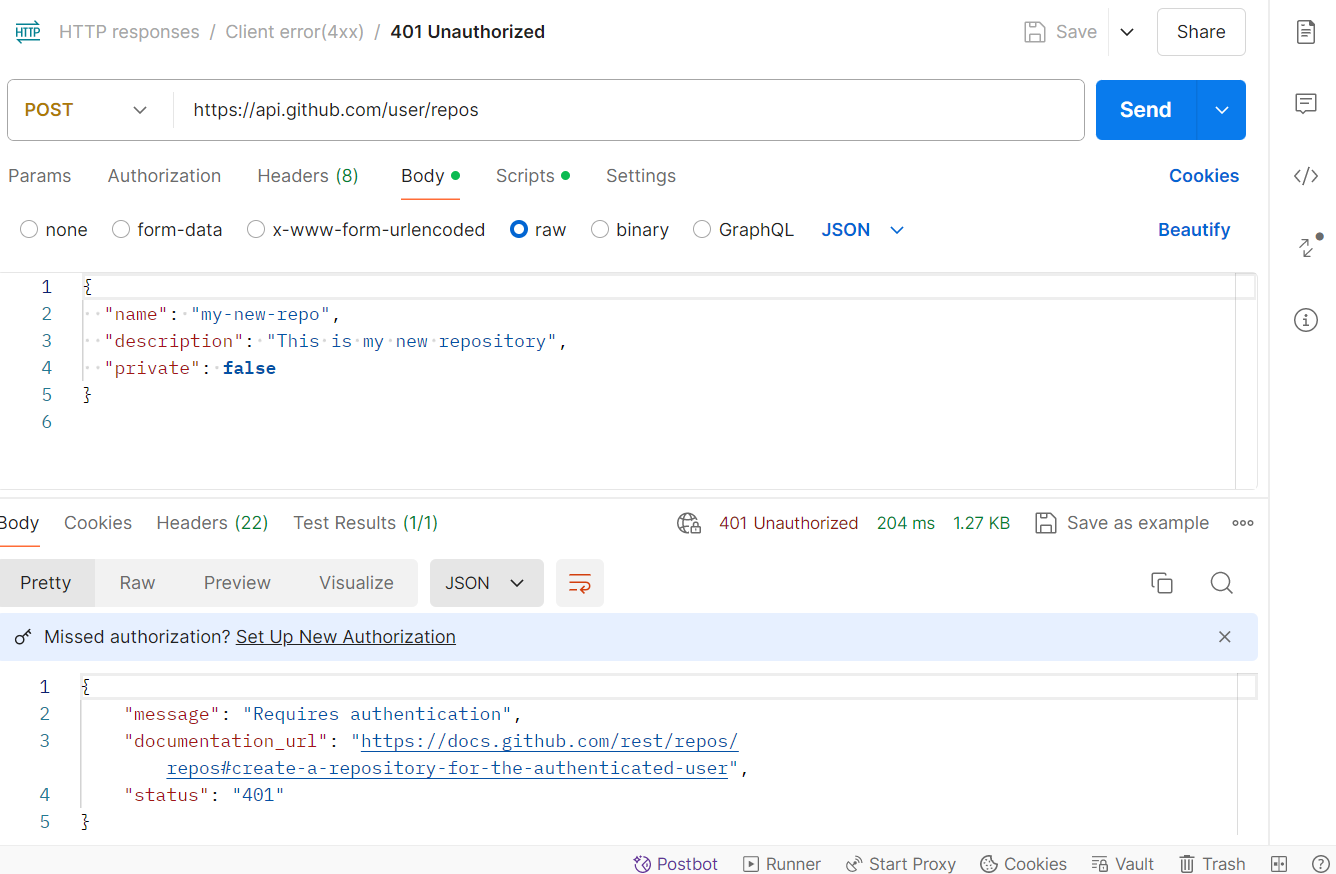 HTTP HTTP responses / Client error(4xx) / 401 Unauthorized Save Share
POST https://api.github.com/user/repos Send
Params Authorization Headers (8) Body Scripts Settings Cookies
none form-data x-www-form-urlencoded raw binary GraphQL JSON Beautify
1 {
2 "name": "my-new-repo",
3 "description": "This is my new repository",
4 "private": false
5 }
6
Body Cookies Headers (22) Test Results (1/1) 401 Unauthorized 204 ms 1.27 KB Save as example
Pretty Raw Preview Visualize JSON
Missed authorization? Set Up New Authorization
1 {
2 "message": "Requires authentication",
3 "documentation_url": "https://docs.github.com/rest/repos/
repos#create-a-repository-for-the-authenticated-user",
4 "status": "401"
5 }
Postbot Runner Start Proxy Cookies Vault Trash